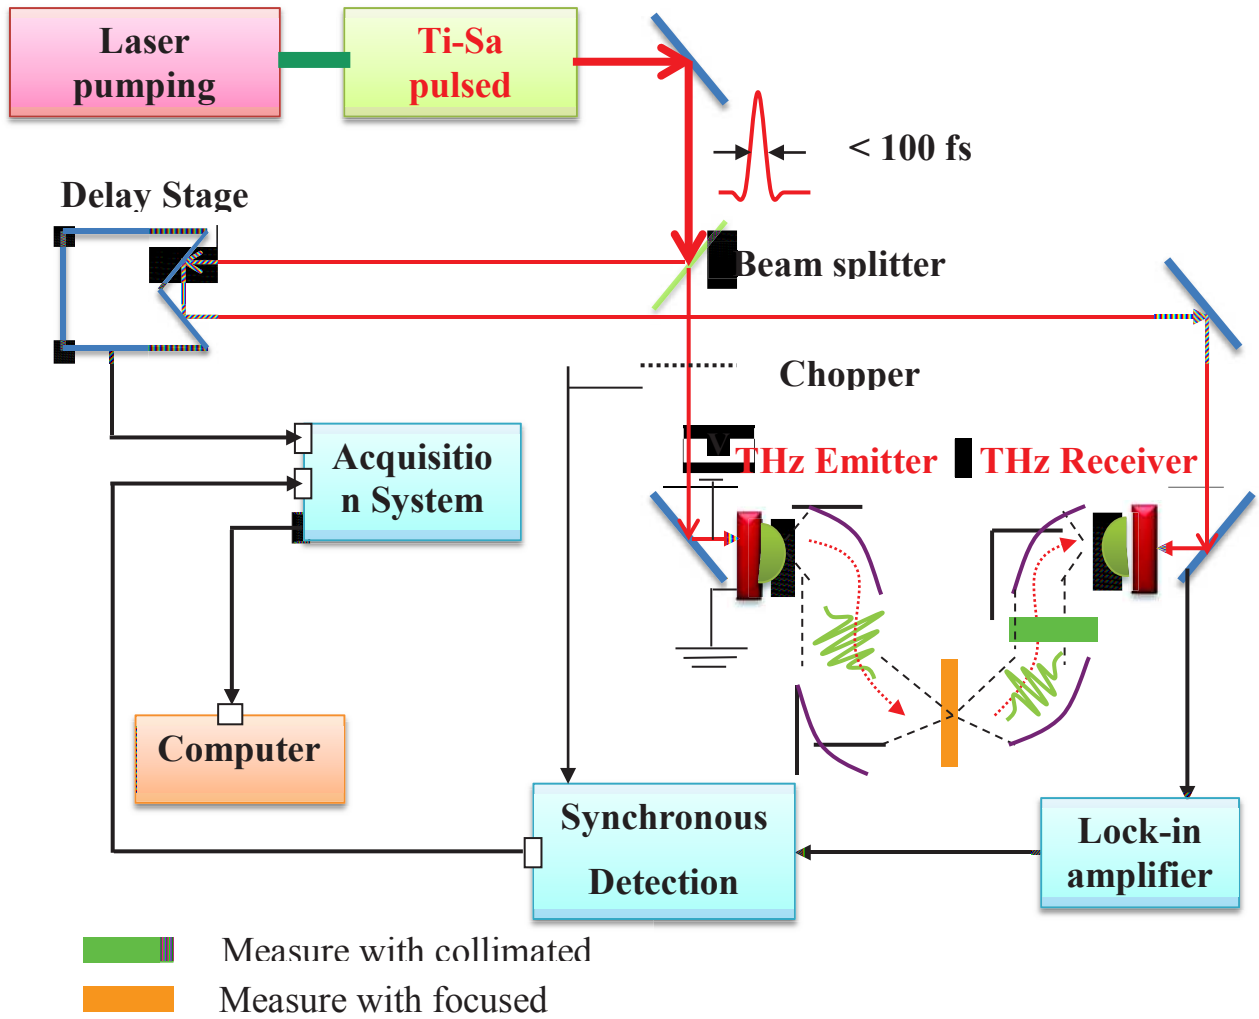 Laser
pumping
Ti-Sa
pulsed
< 100 fs
Delay Stage
Beam splitter
Chopper
V
THz Emitter
THz Receiver
Acquisitio
n System
Computer
Synchronous
Detection
Lock-in
amplifier
Measure with collimated
Measure with focused